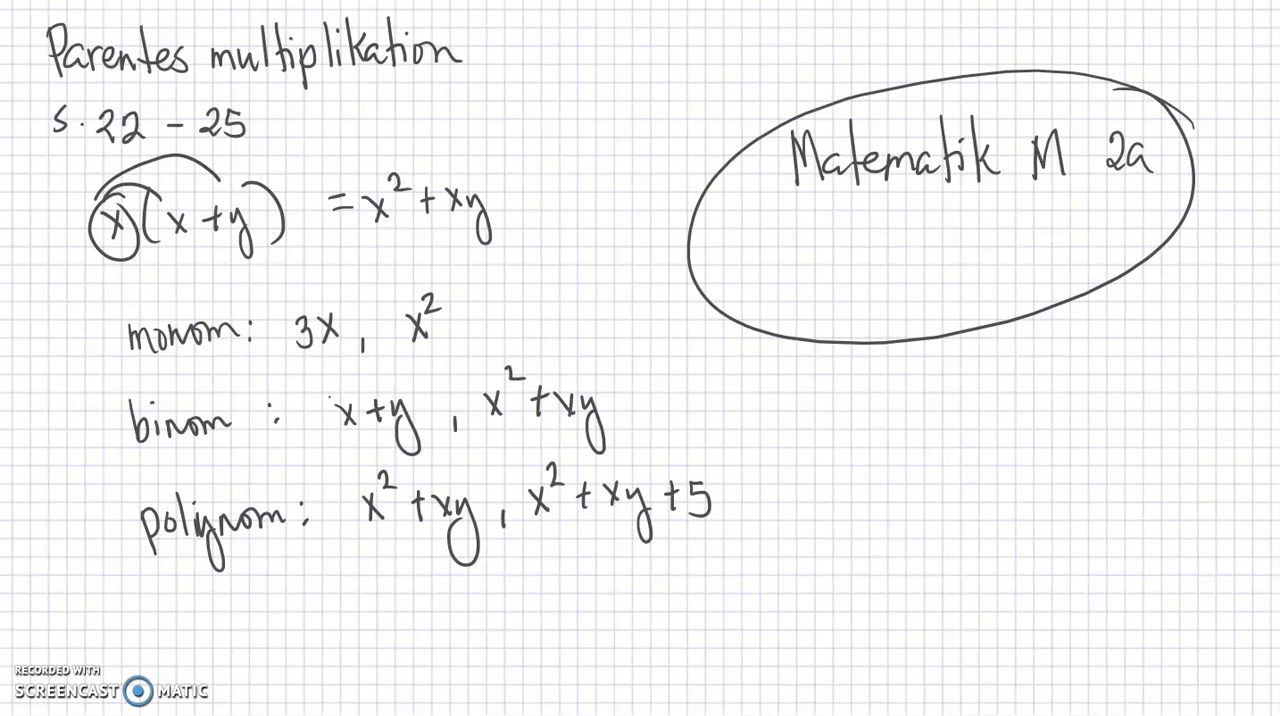 Parentes multiplikation
s. 22 - 25
Matematik M 2a
x(x+y) = x² + xy
monom: 3x, x²
binom: x+y, x² + xy
polynom: x² + xy, x² + xy + 5
RECORDED WITH
SCREENCAST MATIC